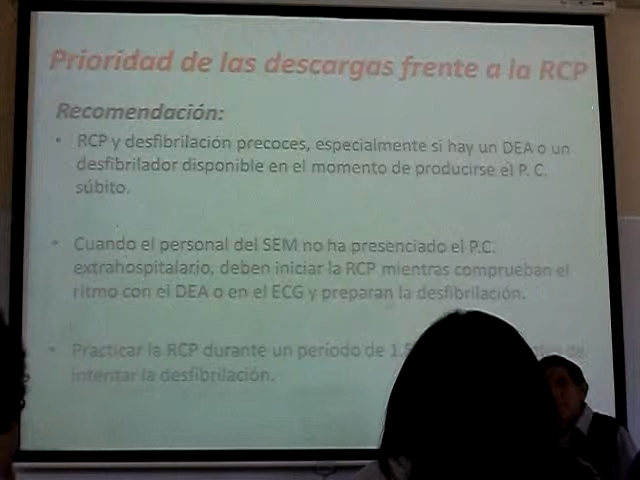 Prioridad de las descargas frente a la RCP
Recomendación:
• RCP y desfibrilación precoces, especialmente si hay un DEA o un
desfibrilador disponible en el momento de producirse el P. C.
súbito.
• Cuando el personal del SEM no ha presenciado el P.C.
extrahospitalario, deben iniciar la RCP mientras comprueban el
ritmo con el DEA o en el ECG y preparan la desfibrilación.
• Practicar la RCP durante un periodo de 1. de
intentar la desfibrilación.